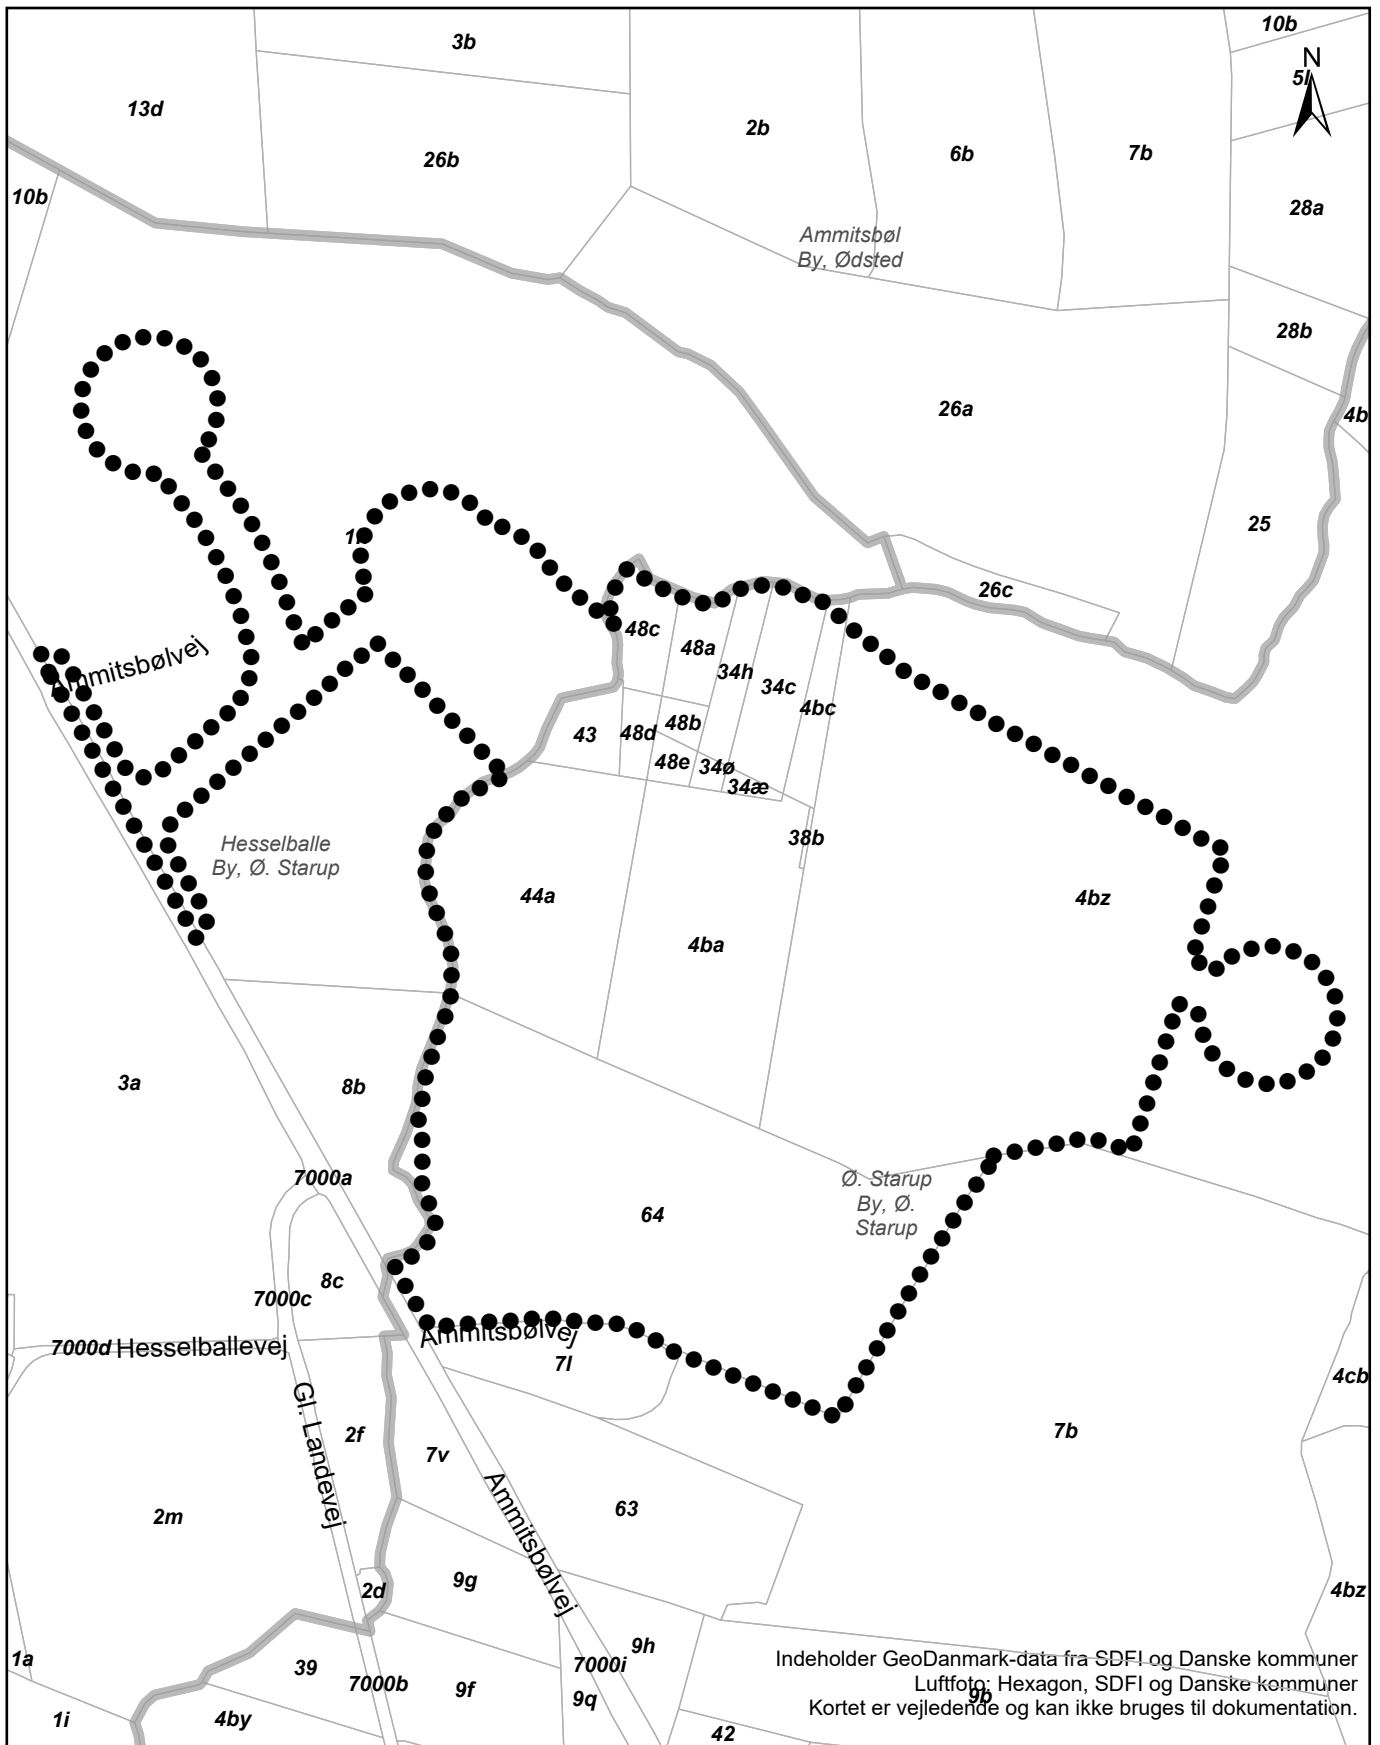 10b
3b
N
5l
13d
2b
26b
6b
7b
10b
28a
Ammitsbøl
By, Ødsted
28b
26a
4b
25
26c
48c
48a
Ammitsbølvej
34h
34c
4bc
48b
43
48d
48e
34ø
34æ
38b
Hesselballe
By, Ø. Starup
44a
4bz
4ba
3a
8b
7000a
Ø. Starup
By, Ø.
Starup
64
8c
7000c
Ammitsbølvej
7000d
Hesselballevej
7l
4cb
Gl. Landevej
2f
7b
7v
Ammitsbølvej
63
2m
9g
2d
4bz
9h
1a
Indeholder GeoDanmark-data fra SDFI og Danske kommuner
39
7000i
7000b
Luftfoto: Hexagon, SDFI og Danske kommuner
9f
9q
9b
Kortet er vejledende og kan ikke bruges til dokumentation.
1i
4by
42